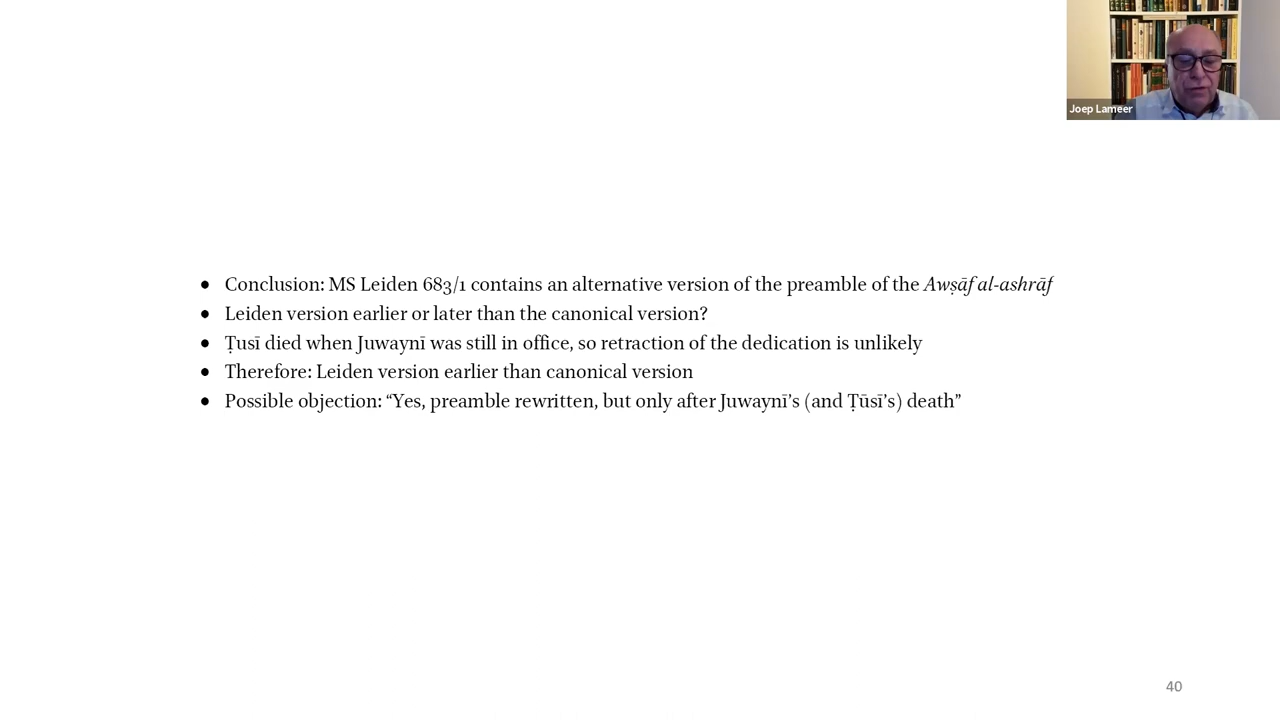 Joep Lameer
• Conclusion: MS Leiden 683/1 contains an alternative version of the preamble of the Awṣāf al-ashrāf
• Leiden version earlier or later than the canonical version?
• Ṭusī died when Juwaynī was still in office, so retraction of the dedication is unlikely
• Therefore: Leiden version earlier than canonical version
• Possible objection: “Yes, preamble rewritten, but only after Juwaynī’s (and Ṭūsī’s) death”
40